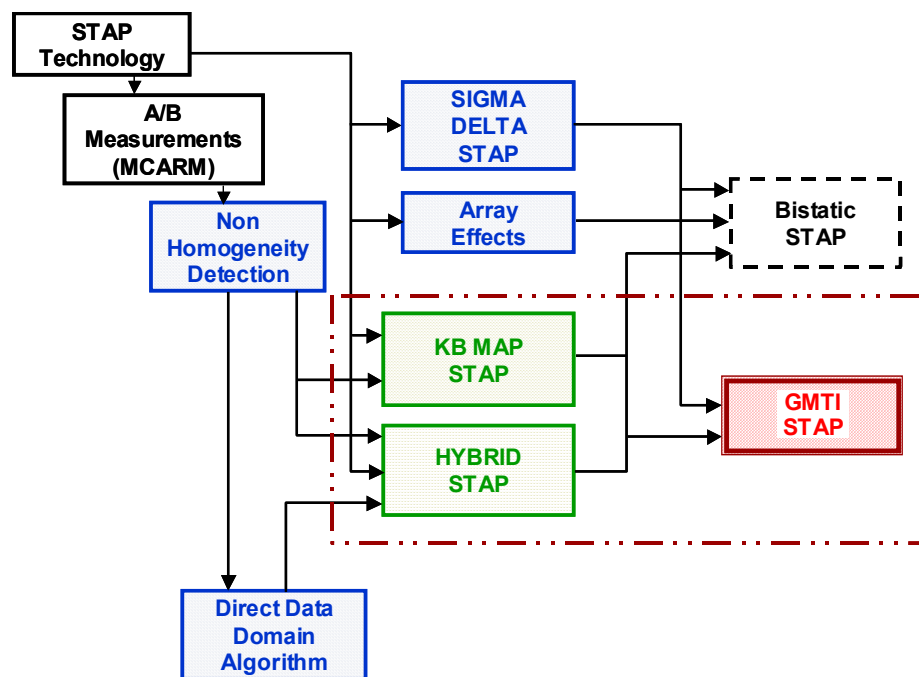 STAP
Technology
A/B
Measurements
(MCARM)
Non
Homogeneity
Detection
SIGMA
DELTA
STAP
Array
Effects
Bistatic
STAP
KB MAP
STAP
GMTI
STAP
HYBRID
STAP
Direct Data
Domain
Algorithm